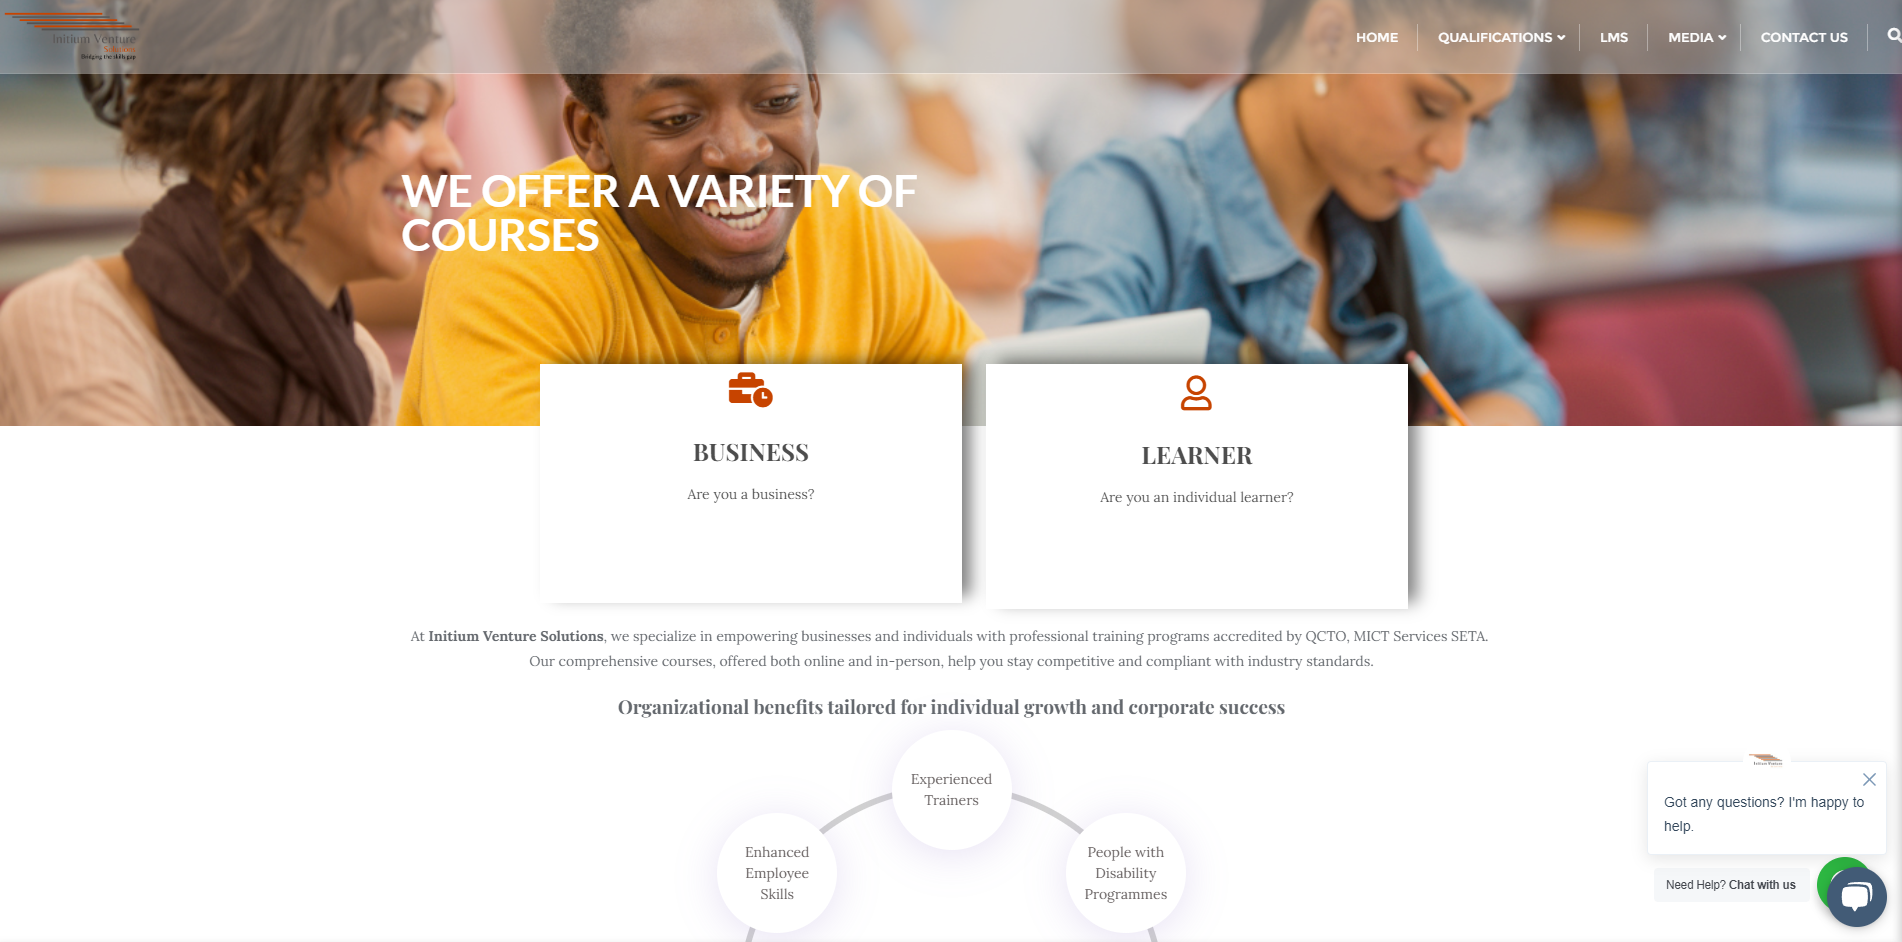 Initium Venture
Solutions
Bridging the skills gap
HOME
QUALIFICATIONS
LMS
MEDIA
CONTACT US
WE OFFER A VARIETY OF
COURSES
BUSINESS
Are you a business?
LEARNER
Are you an individual learner?
At Initium Venture Solutions, we specialize in empowering businesses and individuals with professional training programs accredited by QCTO, MICT Services SETA.
Our comprehensive courses, offered both online and in-person, help you stay competitive and compliant with industry standards.
Organizational benefits tailored for individual growth and corporate success
Experienced
Trainers
Enhanced
Employee
Skills
People with
Disability
Programmes
Initium Venture
Got any questions? I'm happy to
help.
Need Help? Chat with us